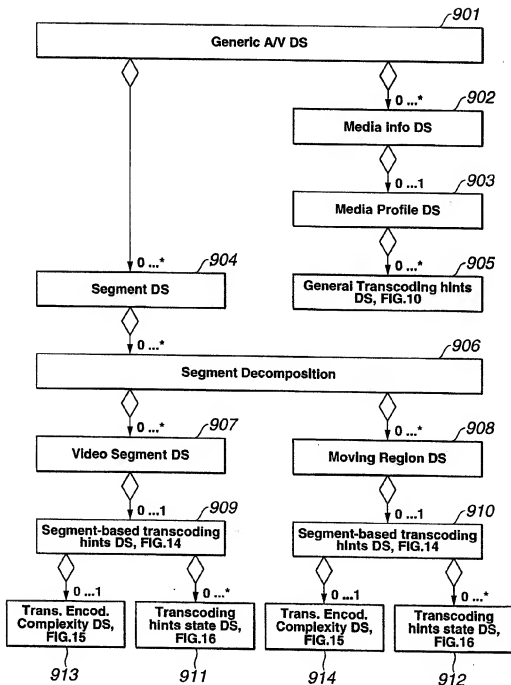 901
Generic A/V DS
0 ...*
902
Media info DS
0 ...1
903
Media Profile DS
0 ...*
904
0 ...*
905
Segment DS
General Transcoding hints
DS, FIG.10
0 ...*
906
Segment Decomposition
0 ...*
907
0 ...*
908
Video Segment DS
Moving Region DS
0 ...1
909
0 ...1
910
Segment-based transcoding
hints DS, FIG.14
Segment-based transcoding
hints DS, FIG.14
0 ...1
0 ...*
0 ...1
0 ...*
Trans. Encod.
Complexity DS,
FIG.15
Transcoding
hints state DS,
FIG.16
Trans. Encod.
Complexity DS,
FIG.15
Transcoding
hints state DS,
FIG.16
913
911
914
912